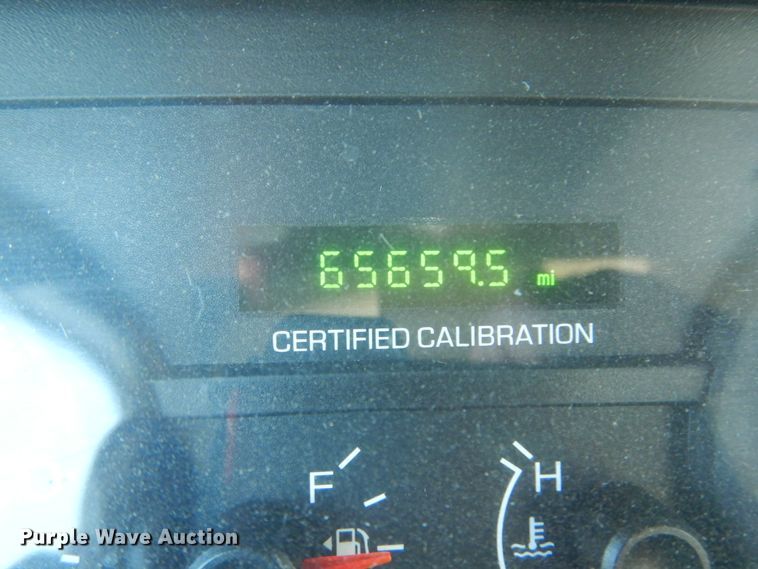 65659.5 mi
CERTIFIED CALIBRATION
F H
Purple Wave Auction